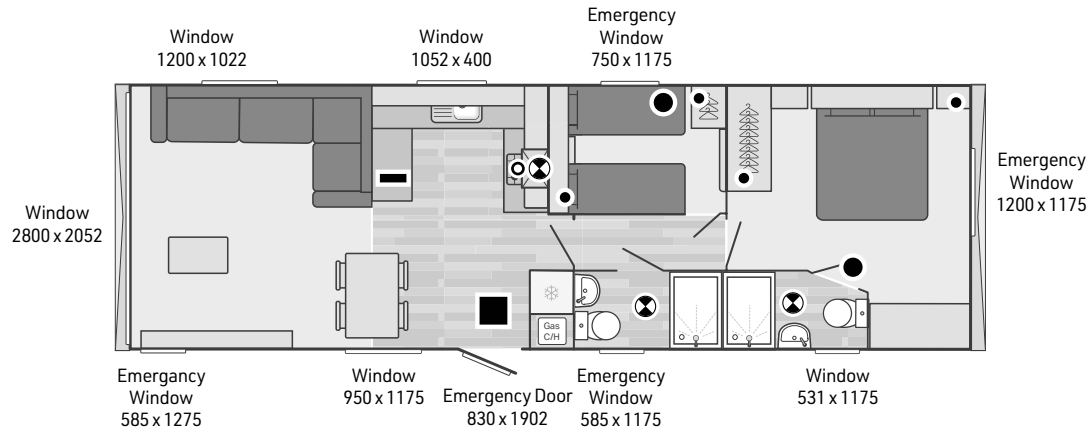 Emergency
Window
750 x 1175
Window
1200 x 1022
Window
1052 x 400
Window
2800 x 2052
Emergency
Window
1200 x 1175
Gas
C/H
Emergancy
Window
585 x 1275
Window
950 x 1175
Emergency Door
830 x 1902
Emergency
Window
585 x 1175
Window
531 x 1175